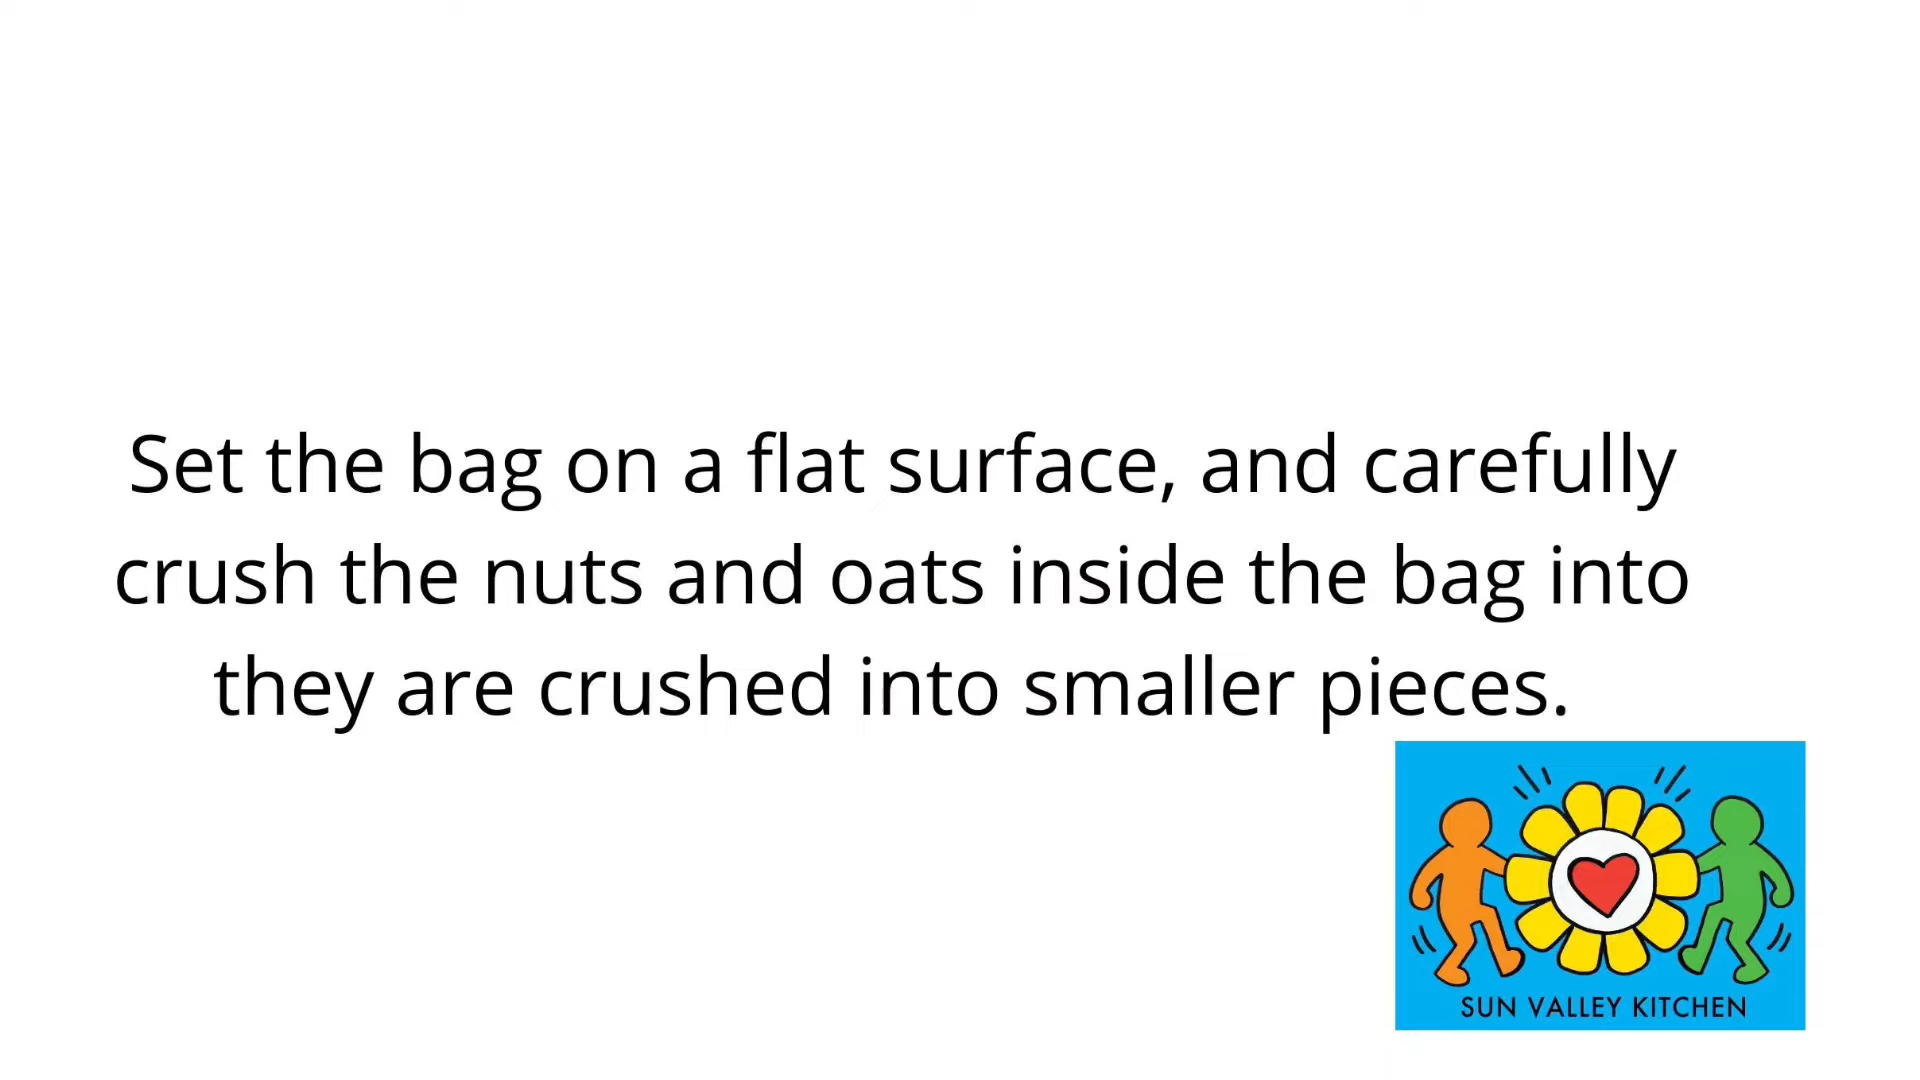 Set the bag on a flat surface, and carefully
crush the nuts and oats inside the bag into
they are crushed into smaller pieces.
SUN VALLEY KITCHEN